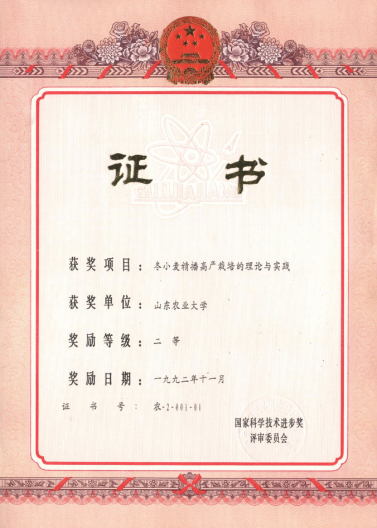 证书
获奖项目：冬小麦精播高产栽培的理论与实践
获奖单位：山东农业大学
奖励等级：二等
奖励日期：一九九二年十一月
证书号：农-2-001-01
国家科学技术进步奖
评审委员会